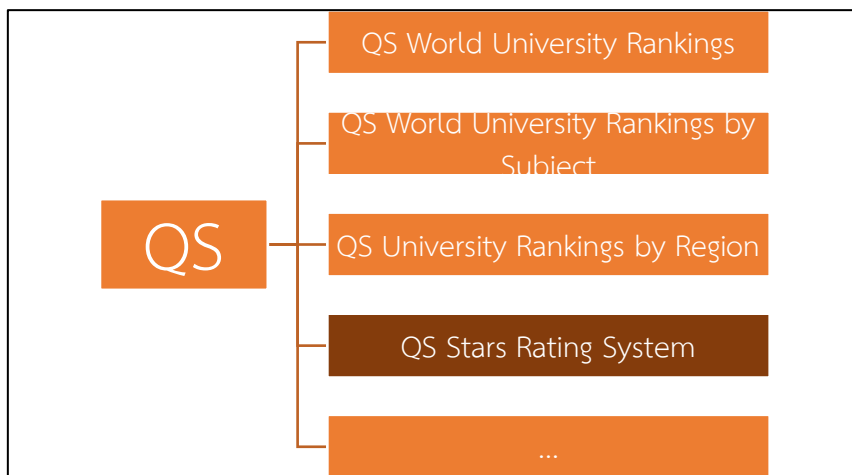 QS World University Rankings
QS World University Rankings by
Subject
QS
QS University Rankings by Region
QS Stars Rating System
...